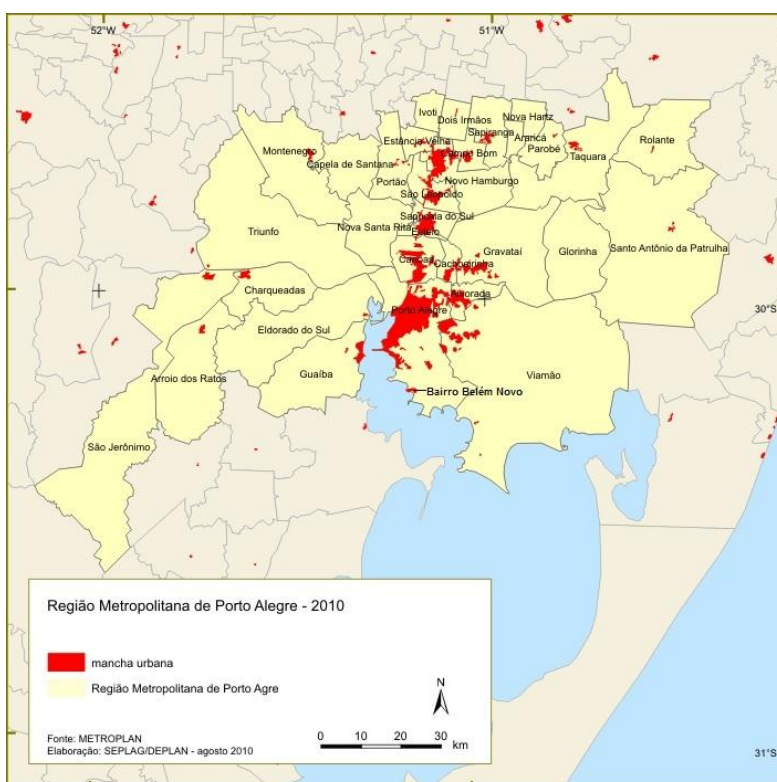 52°W
51°W
Ivoti
Dois Irmãos
Nova Hartz
Sapiranga
Estância Velha
Araricá
Rolante
Montenegro
Campo Bom
Parobé
Taquara
Capela de Santana
Portão
Novo Hamburgo
São Leopoldo
Sapucaia do Sul
Nova Santa Rita
Esteio
Triunfo
Gravataí
Glorinha
Santo Antônio da Patrulha
Canoas
Cachoeirinha
Charqueadas
Alvorada
30°S
Porto Alegre
Eldorado do Sul
Guaíba
Viamão
Arroio dos Ratos
Bairro Belém Novo
São Jerônimo
Região Metropolitana de Porto Alegre - 2010
mancha urbana
Região Metropolitana de Porto Agre
N
Fonte: METROPLAN
Elaboração: SEPLAG/DEPLAN - agosto 2010
0 10 20 30
km
31°S